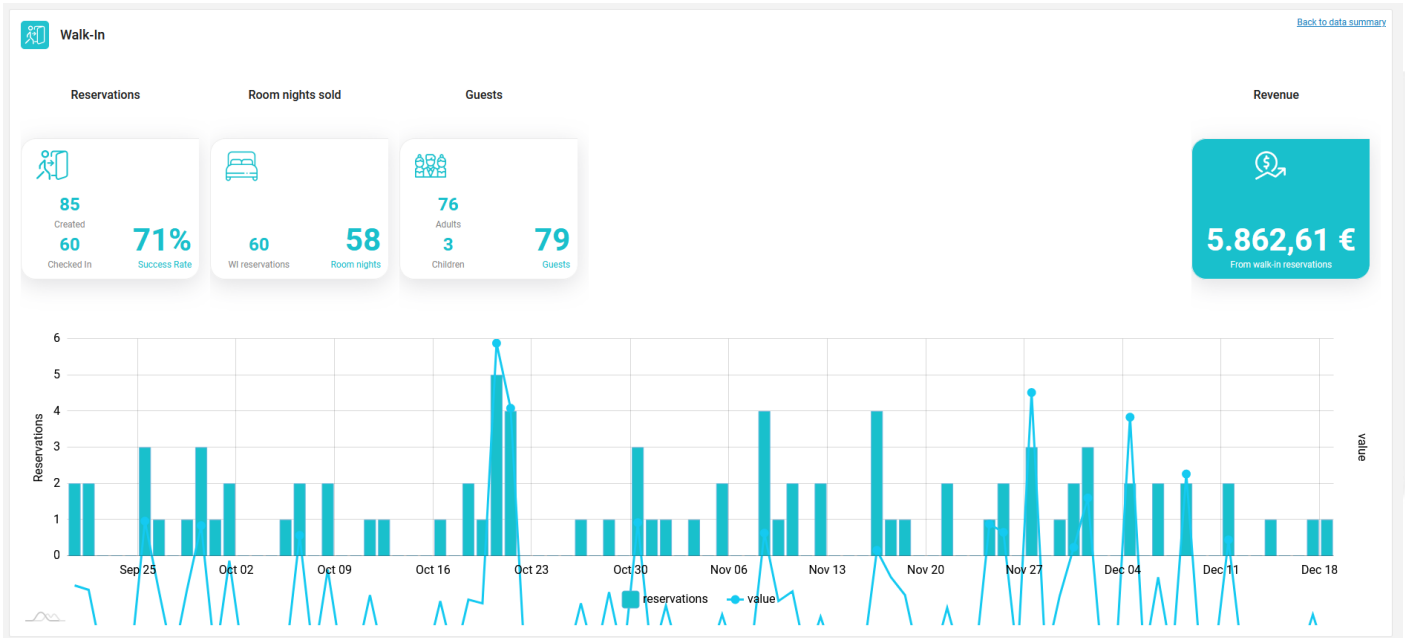 Back to data summary
Walk-In
Reservations
Room nights sold
Guests
Revenue
85
Created
60
Checked In
71%
Success Rate
60
WI reservations
58
Room nights
76
Adults
3
Children
79
Guests
5.862,61 €
From walk-in reservations
6
5
4
3
2
1
0
Reservations
value
Sep 25 Oct 02 Oct 09 Oct 16 Oct 23 Oct 30 Nov 06 Nov 13 Nov 20 Nov 27 Dec 04 Dec 11 Dec 18
reservations value